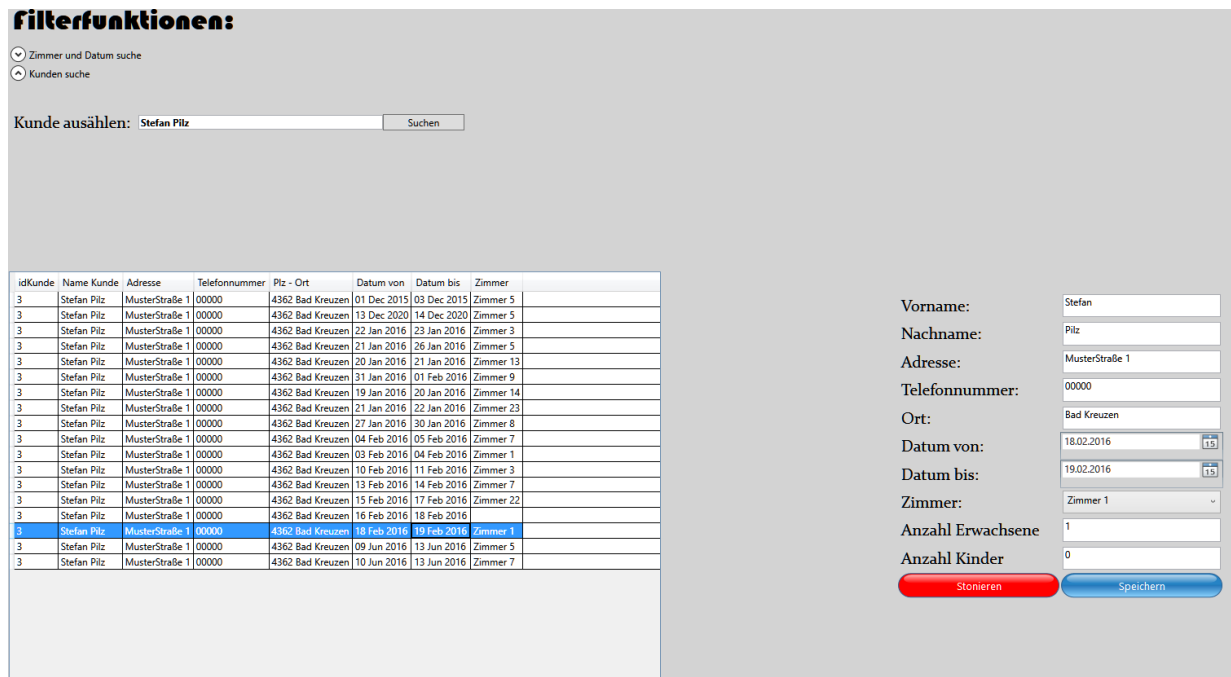 Filterfunktionen:
Zimmer und Datum suche
Kunden suche
Kunde ausählen: Stefan Pilz Suchen
idKunde Name Kunde Adresse Telefonnummer Plz - Ort Datum von Datum bis Zimmer
3 Stefan Pilz MusterStraße 1 00000 4362 Bad Kreuzen 01 Dec 2015 03 Dec 2015 Zimmer 5
3 Stefan Pilz MusterStraße 1 00000 4362 Bad Kreuzen 13 Dec 2020 14 Dec 2020 Zimmer 5
3 Stefan Pilz MusterStraße 1 00000 4362 Bad Kreuzen 22 Jan 2016 23 Jan 2016 Zimmer 3
3 Stefan Pilz MusterStraße 1 00000 4362 Bad Kreuzen 21 Jan 2016 26 Jan 2016 Zimmer 5
3 Stefan Pilz MusterStraße 1 00000 4362 Bad Kreuzen 20 Jan 2016 21 Jan 2016 Zimmer 13
3 Stefan Pilz MusterStraße 1 00000 4362 Bad Kreuzen 31 Jan 2016 01 Feb 2016 Zimmer 9
3 Stefan Pilz MusterStraße 1 00000 4362 Bad Kreuzen 19 Jan 2016 20 Jan 2016 Zimmer 14
3 Stefan Pilz MusterStraße 1 00000 4362 Bad Kreuzen 21 Jan 2016 22 Jan 2016 Zimmer 23
3 Stefan Pilz MusterStraße 1 00000 4362 Bad Kreuzen 27 Jan 2016 30 Jan 2016 Zimmer 8
3 Stefan Pilz MusterStraße 1 00000 4362 Bad Kreuzen 04 Feb 2016 05 Feb 2016 Zimmer 7
3 Stefan Pilz MusterStraße 1 00000 4362 Bad Kreuzen 03 Feb 2016 04 Feb 2016 Zimmer 1
3 Stefan Pilz MusterStraße 1 00000 4362 Bad Kreuzen 10 Feb 2016 11 Feb 2016 Zimmer 3
3 Stefan Pilz MusterStraße 1 00000 4362 Bad Kreuzen 13 Feb 2016 14 Feb 2016 Zimmer 7
3 Stefan Pilz MusterStraße 1 00000 4362 Bad Kreuzen 15 Feb 2016 17 Feb 2016 Zimmer 22
3 Stefan Pilz MusterStraße 1 00000 4362 Bad Kreuzen 16 Feb 2016 18 Feb 2016
3 Stefan Pilz MusterStraße 1 00000 4362 Bad Kreuzen 18 Feb 2016 19 Feb 2016 Zimmer 1
3 Stefan Pilz MusterStraße 1 00000 4362 Bad Kreuzen 09 Jun 2016 13 Jun 2016 Zimmer 5
3 Stefan Pilz MusterStraße 1 00000 4362 Bad Kreuzen 10 Jun 2016 13 Jun 2016 Zimmer 7
Vorname: Stefan
Nachname: Pilz
Adresse: MusterStraße 1
Telefonnummer: 00000
Ort: Bad Kreuzen
Datum von: 18.02.2016 15
Datum bis: 19.02.2016 15
Zimmer: Zimmer 1
Anzahl Erwachsene 1
Anzahl Kinder 0
Stonieren Speichern